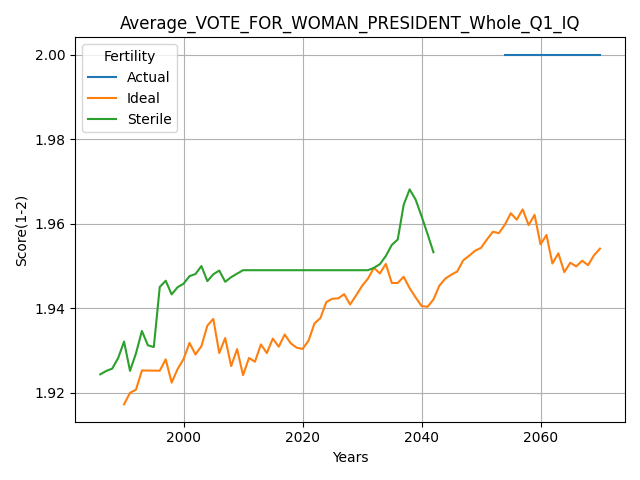 Average_VOTE_FOR_WOMAN_PRESIDENT_Whole_Q1_IQ
Fertility
Actual
Ideal
Sterile
Score(1-2)
2.00
1.98
1.96
1.94
1.92
2000 2020 2040 2060
Years